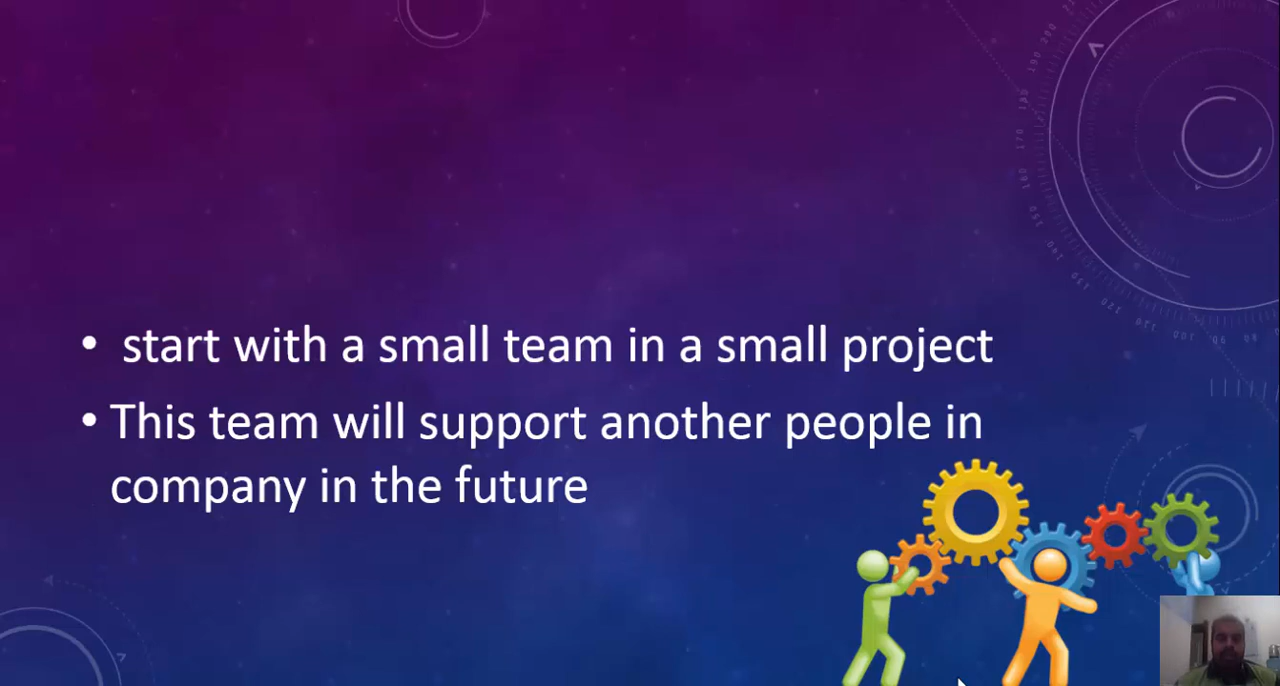 • start with a small team in a small project
• This team will support another people in
company in the future